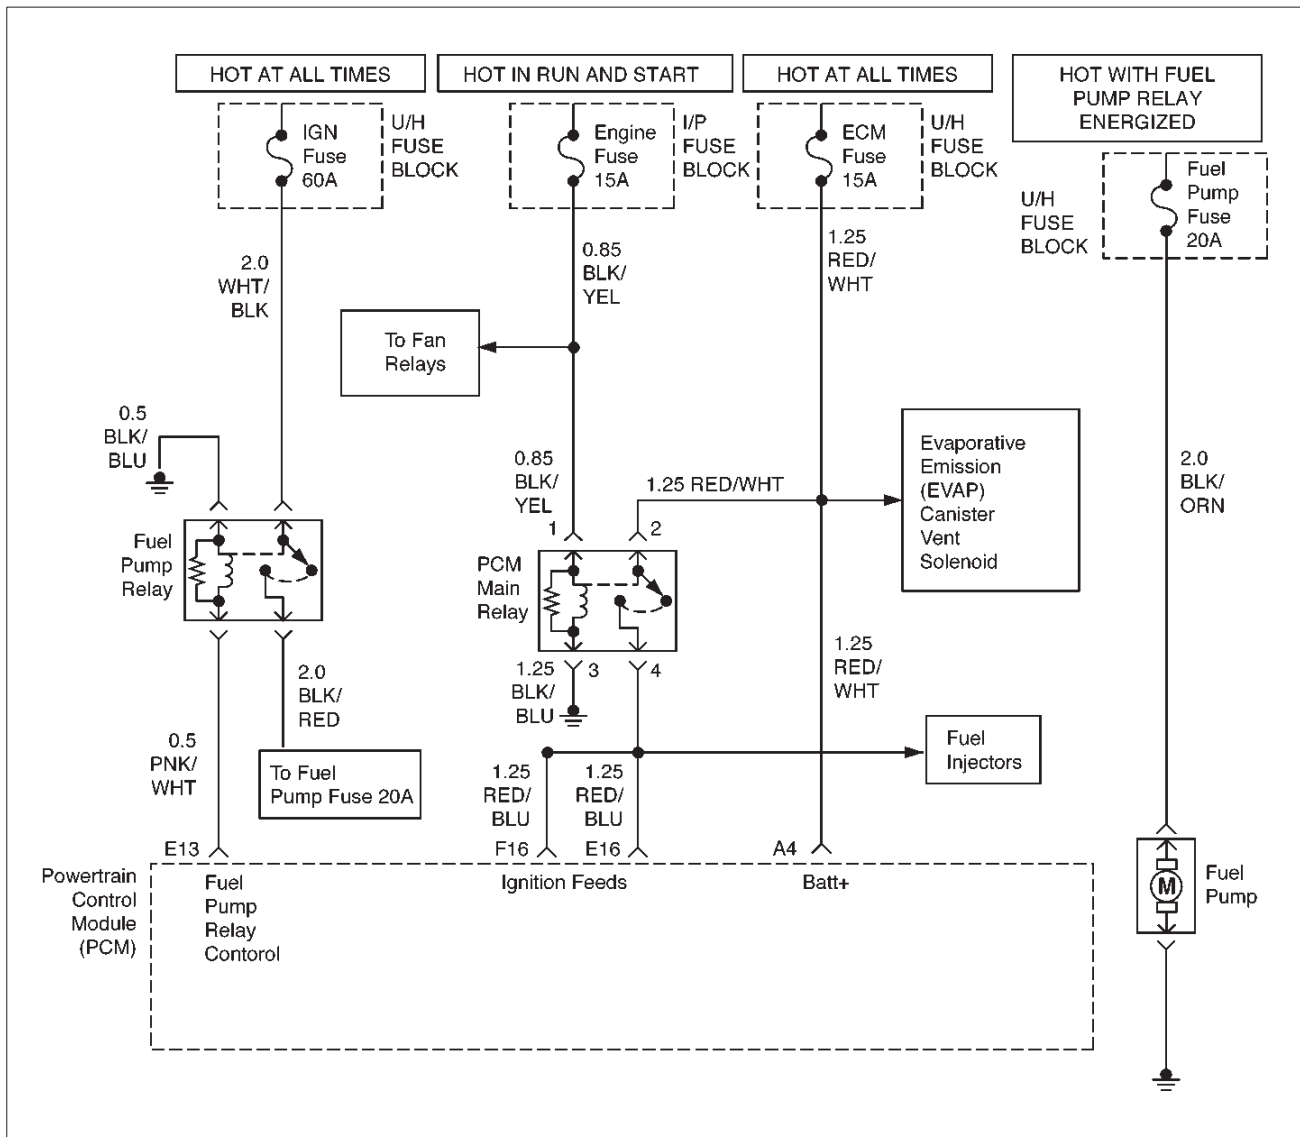 HOT AT ALL TIMES
HOT IN RUN AND START
HOT AT ALL TIMES
HOT WITH FUEL
PUMP RELAY
ENERGIZED
IGN
Fuse
60A
U/H
FUSE
BLOCK
Engine
Fuse
15A
I/P
FUSE
BLOCK
ECM
Fuse
15A
U/H
FUSE
BLOCK
U/H
FUSE
BLOCK
Fuel
Pump
Fuse
20A
2.0
WHT/
BLK
0.85
BLK/
YEL
1.25
RED/
WHT
To Fan
Relays
0.5
BLK/
BLU
0.85
BLK/
YEL
1.25 RED/WHT
Evaporative
Emission
(EVAP)
Canister
Vent
Solenoid
2.0
BLK/
ORN
1
2
Fuel
Pump
Relay
PCM
Main
Relay
2.0
BLK/
RED
1.25
BLK/
BLU
3
4
1.25
RED/
WHT
0.5
PNK/
WHT
To Fuel
Pump Fuse 20A
1.25
RED/
BLU
1.25
RED/
BLU
Fuel
Injectors
E13
F16
E16
A4
Powertrain
Control
Module
(PCM)
Fuel
Pump
Relay
Contorol
Ignition Feeds
Batt+
M
Fuel
Pump